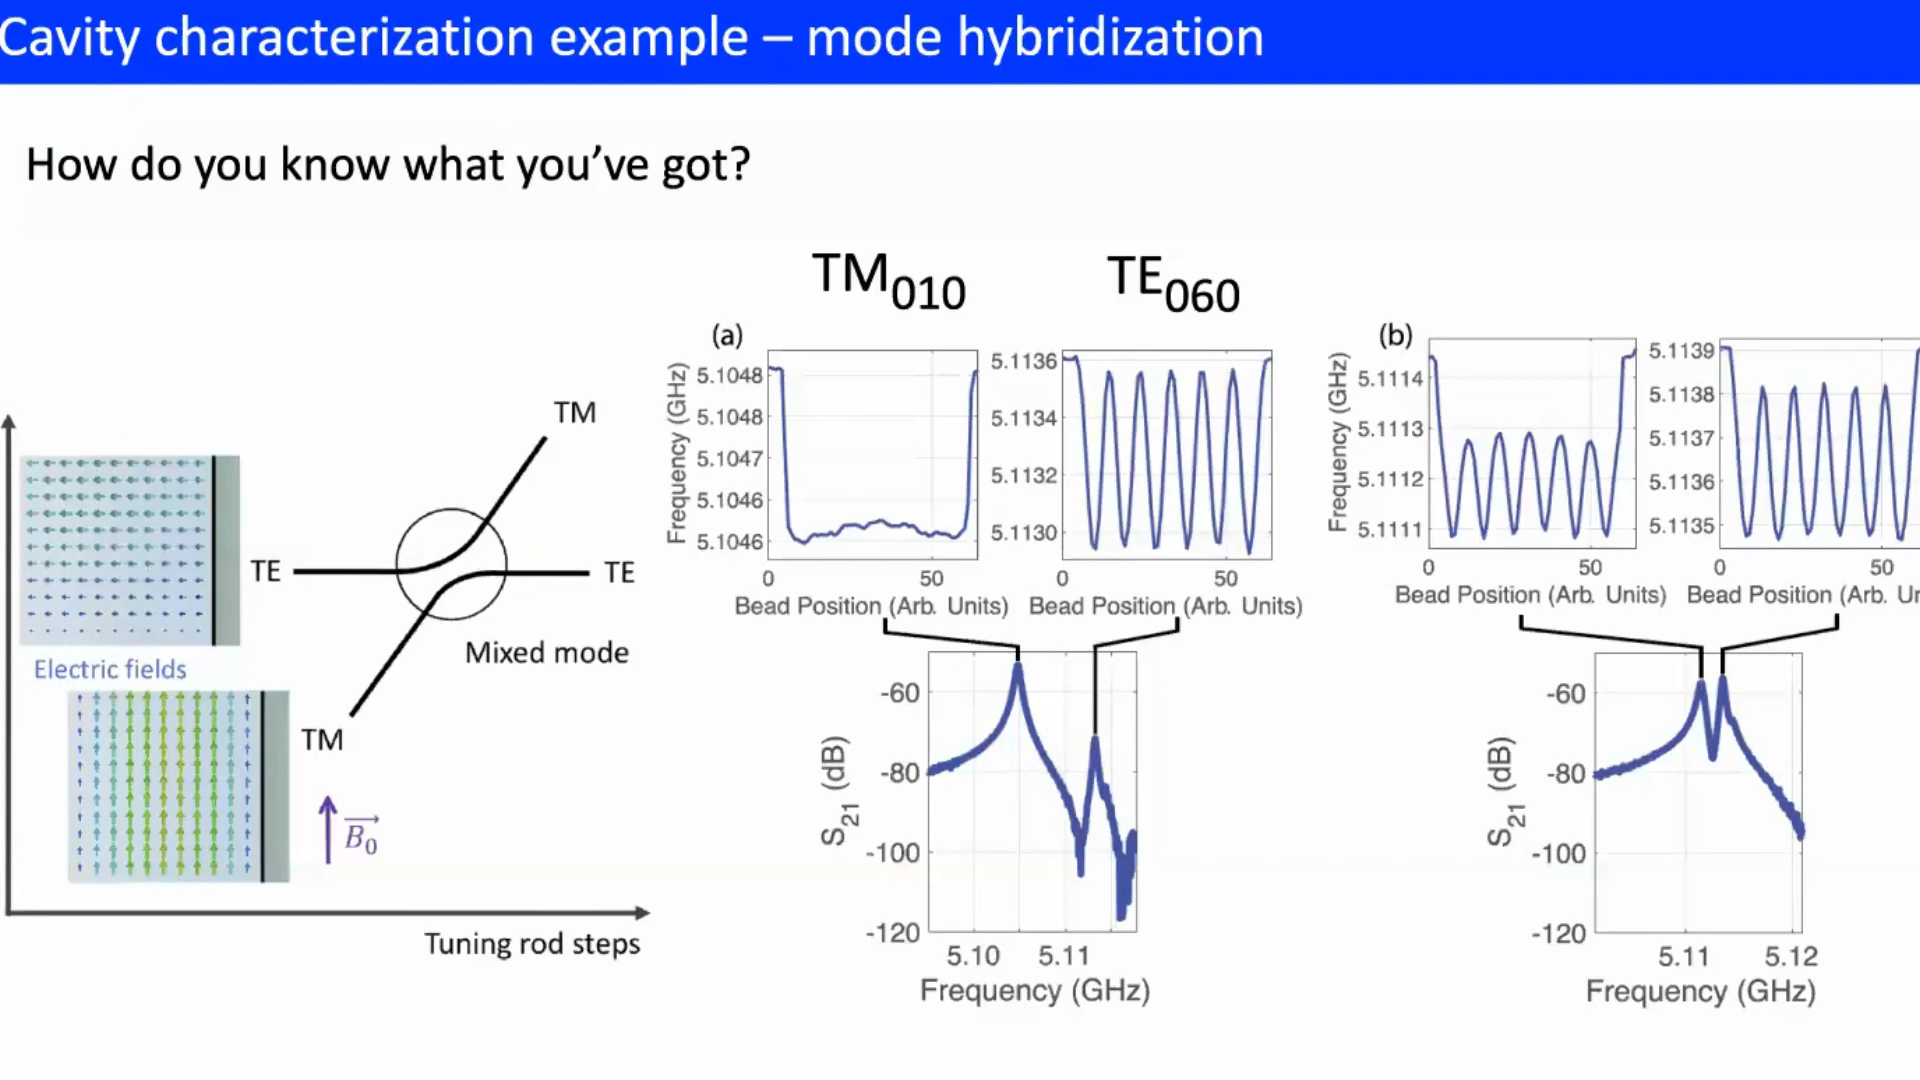 Cavity characterization example – mode hybridization
How do you know what you’ve got?
TM010
TE060
(a)
Frequency (GHz)
5.1048
5.1048
5.1047
5.1046
5.1046
0
50
Bead Position (Arb. Units)
5.1136
5.1134
5.1132
5.1130
0
50
Bead Position (Arb. Units)
(b)
Frequency (GHz)
5.1114
5.1113
5.1112
5.1111
0
50
Bead Position (Arb. Units)
5.1139
5.1138
5.1137
5.1136
5.1135
0
50
Bead Position (Arb. Un
TM
TE
TE
Mixed mode
Electric fields
TM
B0
Tuning rod steps
S21 (dB)
-60
-80
-100
-120
5.10
5.11
Frequency (GHz)
S21 (dB)
-60
-80
-100
-120
5.11
5.12
Frequency (GHz)